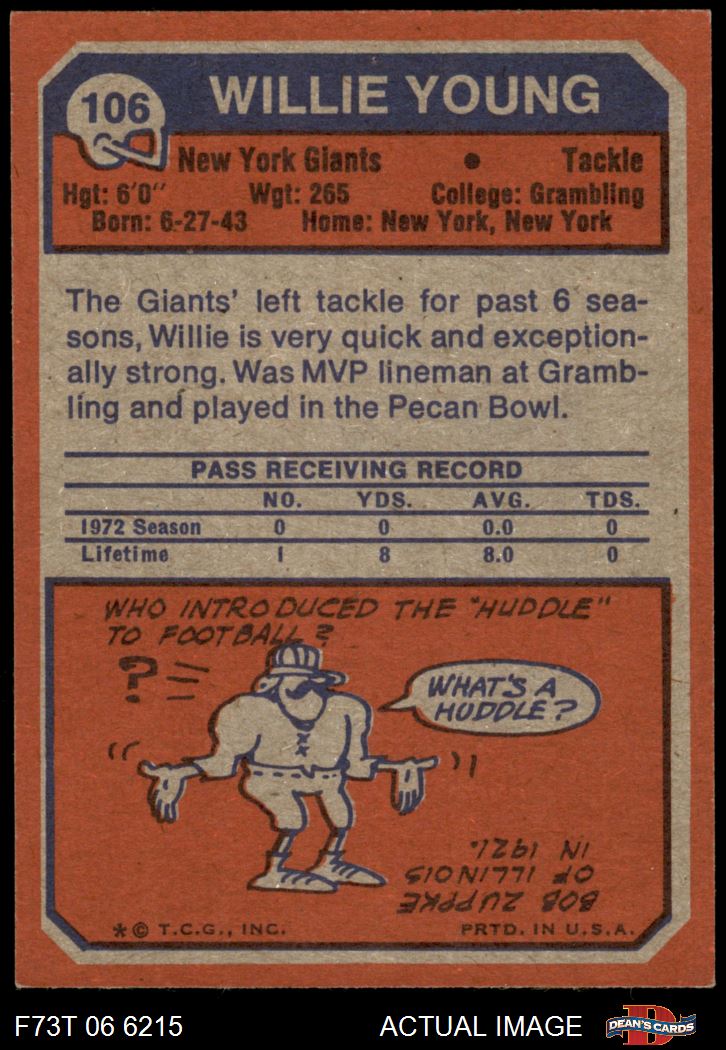 106
WILLIE YOUNG
New York Giants • Tackle
Hgt: 6'0" Wgt: 265 College: Grambling
Born: 6-27-43 Home: New York, New York
The Giants' left tackle for past 6 sea-
sons, Willie is very quick and exception-
ally strong. Was MVP lineman at Gramb-
ling and played in the Pecan Bowl.
PASS RECEIVING RECORD
NO. YDS. AVG. TDS.
1972 Season 0 0 0.0 0
Lifetime 1 8 8.0 0
WHO INTRODUCED THE "HUDDLE"
TO FOOTBALL?
?
WHAT'S A
HUDDLE?
BOB ZUPPKE
OF ILLINOIS
IN 1921.
*© T.C.G., INC. PRTD. IN U.S.A.
F73T 06 6215 ACTUAL IMAGE
D
DEAN'S CARDS